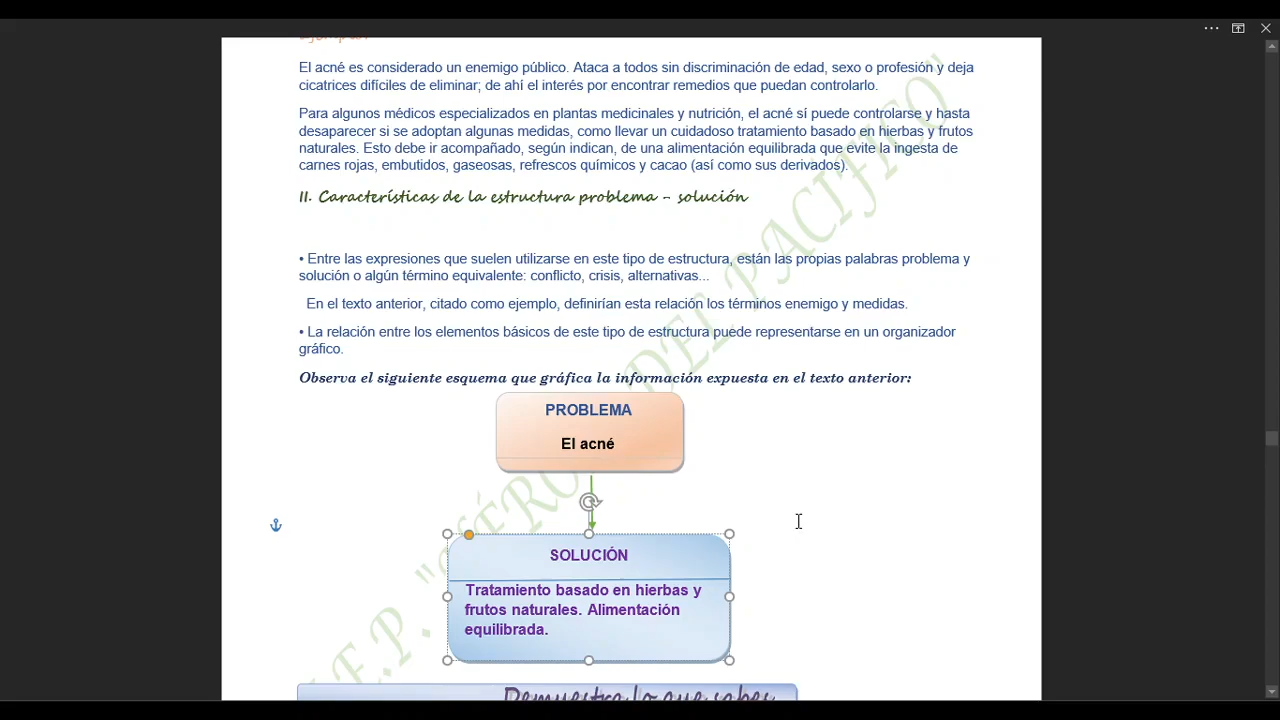 ejemplo:
El acné es considerado un enemigo público. Ataca a todos sin discriminación de edad, sexo o profesión y deja
cicatrices difíciles de eliminar; de ahí el interés por encontrar remedios que puedan controlarlo.
Para algunos médicos especializados en plantas medicinales y nutrición, el acné sí puede controlarse y hasta
desaparecer si se adoptan algunas medidas, como llevar un cuidadoso tratamiento basado en hierbas y frutos
naturales. Esto debe ir acompañado, según indican, de una alimentación equilibrada que evite la ingesta de
carnes rojas, embutidos, gaseosas, refrescos químicos y cacao (así como sus derivados).
II. Características de la estructura problema - solución
• Entre las expresiones que suelen utilizarse en este tipo de estructura, están las propias palabras problema y
solución o algún término equivalente: conflicto, crisis, alternativas...
En el texto anterior, citado como ejemplo, definirían esta relación los términos enemigo y medidas.
• La relación entre los elementos básicos de este tipo de estructura puede representarse en un organizador
gráfico.
Observa el siguiente esquema que gráfica la información expuesta en el texto anterior:
PROBLEMA
El acné
SOLUCIÓN
Tratamiento basado en hierbas y
frutos naturales. Alimentación
equilibrada.
Demuestra lo que sabes
DEL PACIFICO"